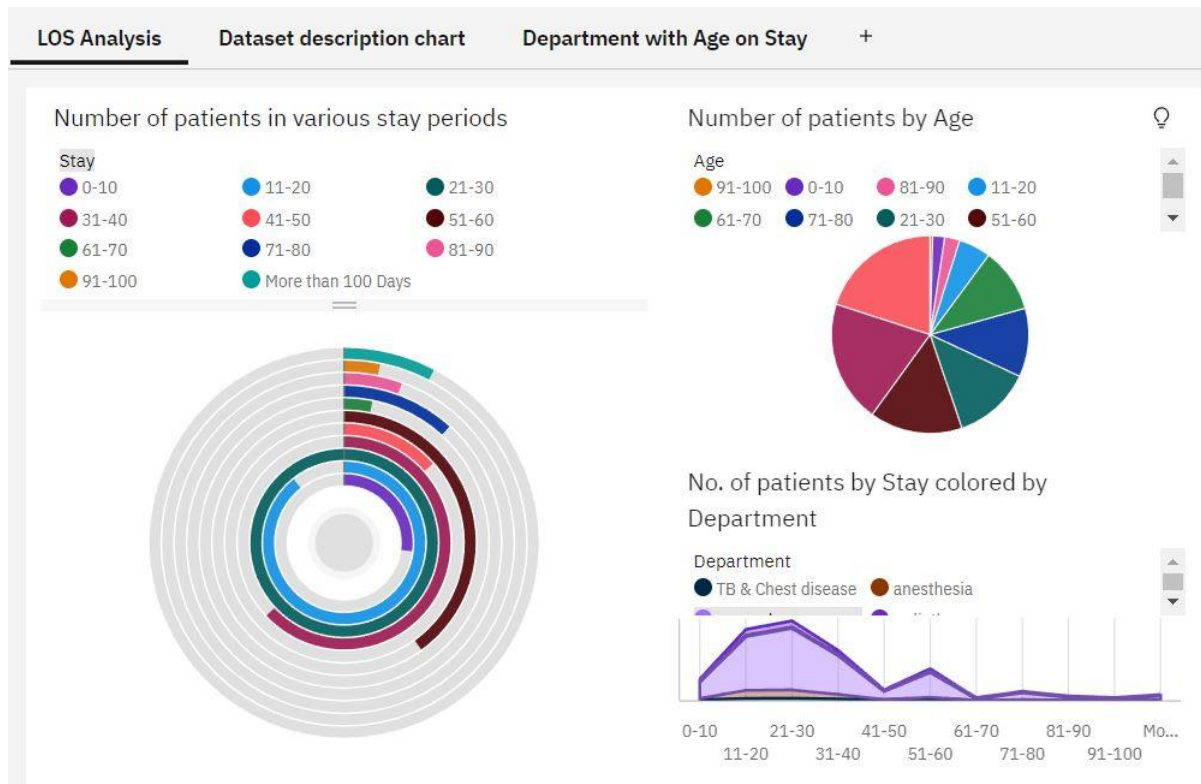 LOS Analysis Dataset description chart Department with Age on Stay +
Number of patients in various stay periods
Stay
0-10 11-20 21-30
31-40 41-50 51-60
61-70 71-80 81-90
91-100 More than 100 Days
Number of patients by Age
Age
91-100 0-10 81-90 11-20
61-70 71-80 21-30 51-60
No. of patients by Stay colored by
Department
Department
TB & Chest disease anesthesia
0-10 21-30 41-50 61-70 81-90 Mo...
11-20 31-40 51-60 71-80 91-100